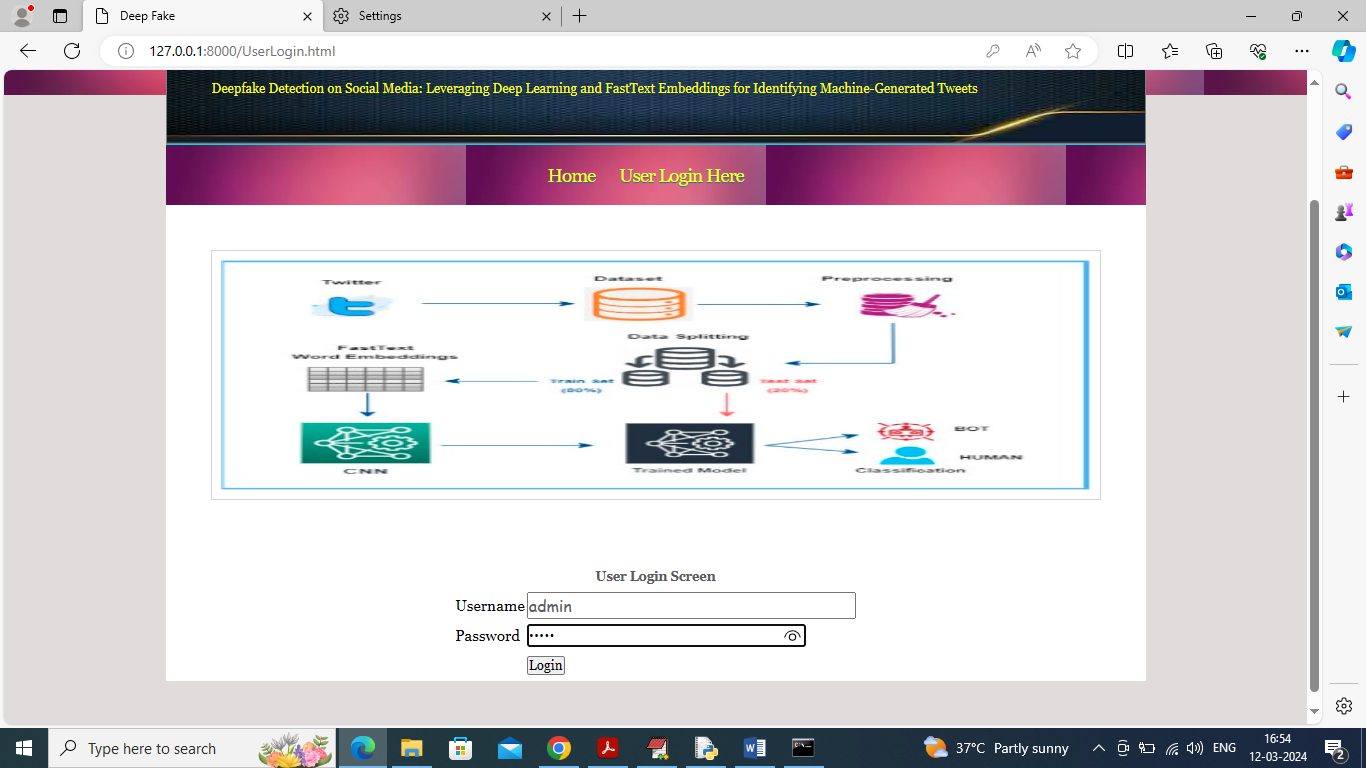 Deep Fake
Settings
127.0.0.1:8000/UserLogin.html
Deepfake Detection on Social Media: Leveraging Deep Learning and FastText Embeddings for Identifying Machine-Generated Tweets
Home User Login Here
Twitter
Dataset
Preprocessing
Data Splitting
FastText
Word Embeddings
Train set
(80%)
Test set
(20%)
CNN
Trained Model
BOT
HUMAN
Classification
User Login Screen
Username admin
Password •••••
Login
Type here to search
37°C Partly sunny
ENG
16:54
12-03-2024
2